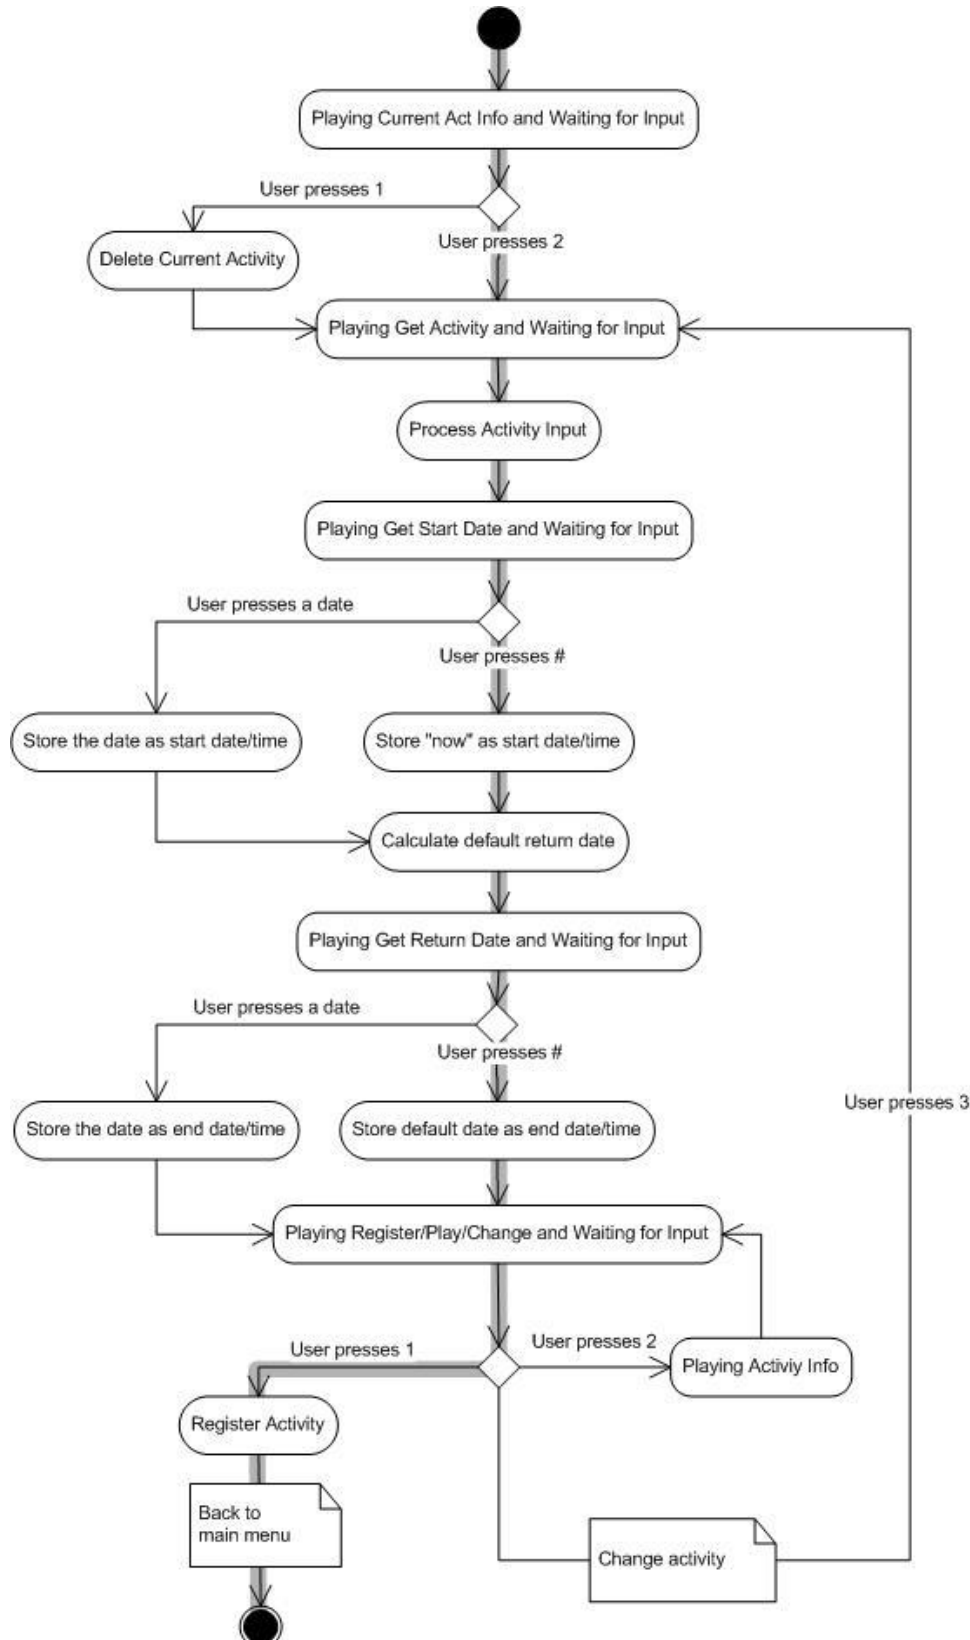 Playing Current Act Info and Waiting for Input
User presses 1
User presses 2
Delete Current Activity
Playing Get Activity and Waiting for Input
Process Activity Input
Playing Get Start Date and Waiting for Input
User presses a date
User presses #
Store the date as start date/time
Store "now" as start date/time
Calculate default return date
Playing Get Return Date and Waiting for Input
User presses a date
User presses #
User presses 3
Store the date as end date/time
Store default date as end date/time
Playing Register/Play/Change and Waiting for Input
User presses 1
User presses 2
Playing Activiy Info
Register Activity
Back to
main menu
Change activity